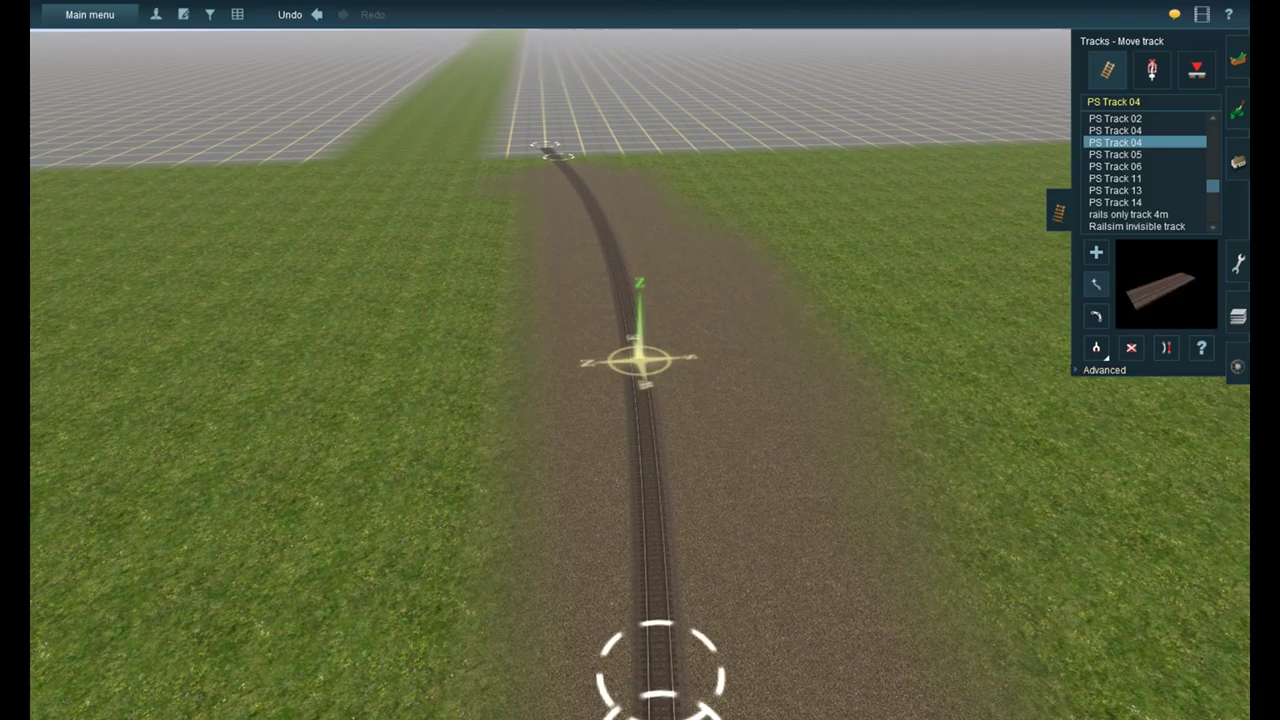 Main menu
Undo
Redo
?
Tracks - Move track
PS Track 04
PS Track 02
PS Track 04
PS Track 04
PS Track 05
PS Track 06
PS Track 11
PS Track 13
PS Track 14
rails only track 4m
Railsim invisible track
?
Advanced
N